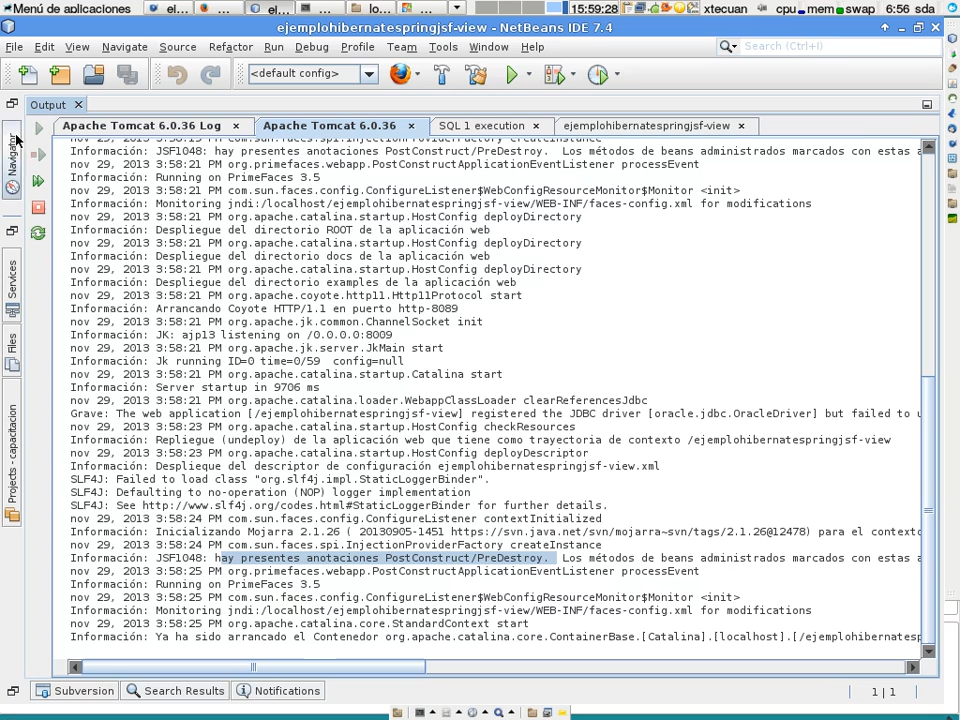 Menú de aplicaciones
el...
Mo...
el...
in...
lo...
xt...
15:59:28
xtecuan
cpu
mem
swap
6:56 sda
ejemplohibernatespringjsf-view - NetBeans IDE 7.4
File Edit View Navigate Source Refactor Run Debug Profile Team Tools Window Help
Search (Ctrl+I)
<default config>
Output
Navigator
Services
Files
Projects - capacitacion
Apache Tomcat 6.0.36 Log
Apache Tomcat 6.0.36
SQL 1 execution
ejemplohibernatespringjsf-view
Información: JSF1048: hay presentes anotaciones PostConstruct/PreDestroy.  Los métodos de beans administrados marcados con estas a
nov 29, 2013 3:58:21 PM org.primefaces.webapp.PostConstructApplicationEventListener processEvent
Información: Running on PrimeFaces 3.5
nov 29, 2013 3:58:21 PM com.sun.faces.config.ConfigureListener$WebConfigResourceMonitor$Monitor <init>
Información: Monitoring jndi:/localhost/ejemplohibernatespringjsf-view/WEB-INF/faces-config.xml for modifications
nov 29, 2013 3:58:21 PM org.apache.catalina.startup.HostConfig deployDirectory
Información: Despliegue del directorio ROOT de la aplicación web
nov 29, 2013 3:58:21 PM org.apache.catalina.startup.HostConfig deployDirectory
Información: Despliegue del directorio docs de la aplicación web
nov 29, 2013 3:58:21 PM org.apache.catalina.startup.HostConfig deployDirectory
Información: Despliegue del directorio examples de la aplicación web
nov 29, 2013 3:58:21 PM org.apache.coyote.http11.Http11Protocol start
Información: Arrancando Coyote HTTP/1.1 en puerto http-8089
nov 29, 2013 3:58:21 PM org.apache.jk.common.ChannelSocket init
Información: JK: ajp13 listening on /0.0.0.0:8009
nov 29, 2013 3:58:21 PM org.apache.jk.server.JkMain start
Información: Jk running ID=0 time=0/59  config=null
nov 29, 2013 3:58:21 PM org.apache.catalina.startup.Catalina start
Información: Server startup in 9706 ms
nov 29, 2013 3:58:23 PM org.apache.catalina.loader.WebappClassLoader clearReferencesJdbc
Grave: The web application [/ejemplohibernatespringjsf-view] registered the JDBC driver [oracle.jdbc.OracleDriver] but failed to u
nov 29, 2013 3:58:23 PM org.apache.catalina.startup.HostConfig checkResources
Información: Repliegue (undeploy) de la aplicación web que tiene como trayectoria de contexto /ejemplohibernatespringjsf-view
nov 29, 2013 3:58:23 PM org.apache.catalina.startup.HostConfig deployDescriptor
Información: Despliegue del descriptor de configuración ejemplohibernatespringjsf-view.xml
SLF4J: Failed to load class "org.slf4j.impl.StaticLoggerBinder".
SLF4J: Defaulting to no-operation (NOP) logger implementation
SLF4J: See http://www.slf4j.org/codes.html#StaticLoggerBinder for further details.
nov 29, 2013 3:58:24 PM com.sun.faces.config.ConfigureListener contextInitialized
Información: Inicializando Mojarra 2.1.26 ( 20130905-1451 https://svn.java.net/svn/mojarra~svn/tags/2.1.26@12478) para el contexto
nov 29, 2013 3:58:24 PM com.sun.faces.spi.InjectionProviderFactory createInstance
Información: JSF1048: hay presentes anotaciones PostConstruct/PreDestroy.  Los métodos de beans administrados marcados con estas a
nov 29, 2013 3:58:25 PM org.primefaces.webapp.PostConstructApplicationEventListener processEvent
Información: Running on PrimeFaces 3.5
nov 29, 2013 3:58:25 PM com.sun.faces.config.ConfigureListener$WebConfigResourceMonitor$Monitor <init>
Información: Monitoring jndi:/localhost/ejemplohibernatespringjsf-view/WEB-INF/faces-config.xml for modifications
nov 29, 2013 3:58:25 PM org.apache.catalina.core.StandardContext start
Información: Ya ha sido arrancado el Contenedor org.apache.catalina.core.ContainerBase.[Catalina].[localhost].[/ejemplohibernatesp
Subversion
Search Results
Notifications
1 | 1